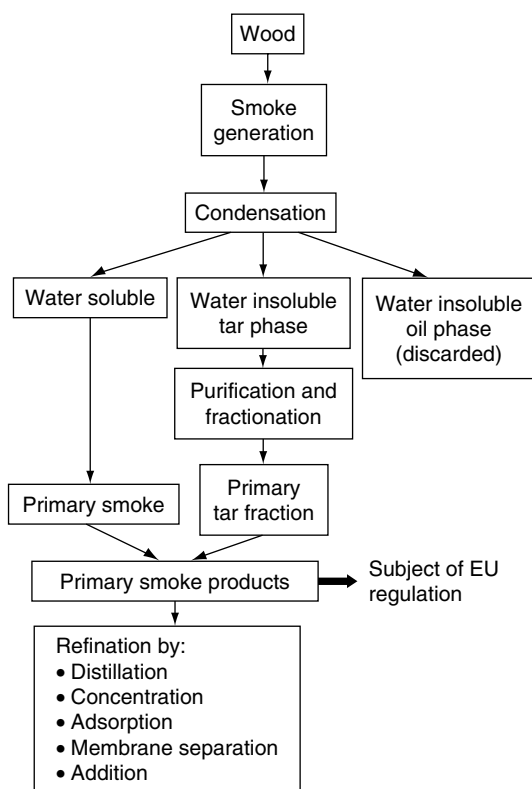 Wood
Smoke
generation
Condensation
Water soluble
Water insoluble
tar phase
Water insoluble
oil phase
(discarded)
Purification and
fractionation
Primary smoke
Primary
tar fraction
Primary smoke products
Subject of EU
regulation
Refination by:
• Distillation
• Concentration
• Adsorption
• Membrane separation
• Addition